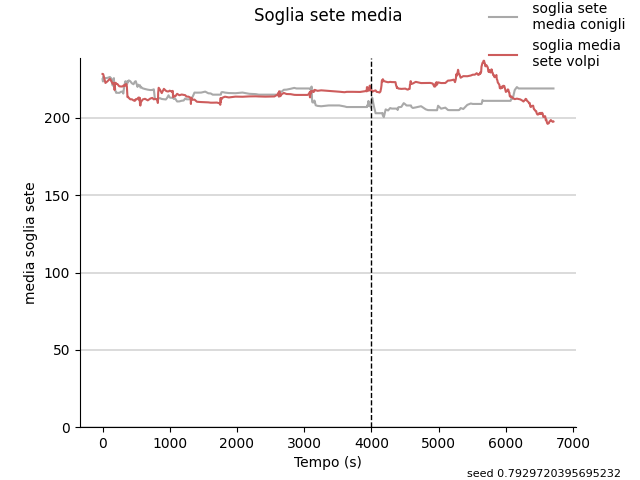 Soglia sete media
soglia sete
media conigli
soglia media
sete volpi
media soglia sete
200
150
100
50
0
0 1000 2000 3000 4000 5000 6000 7000
Tempo (s)
seed 0.7929720395695232